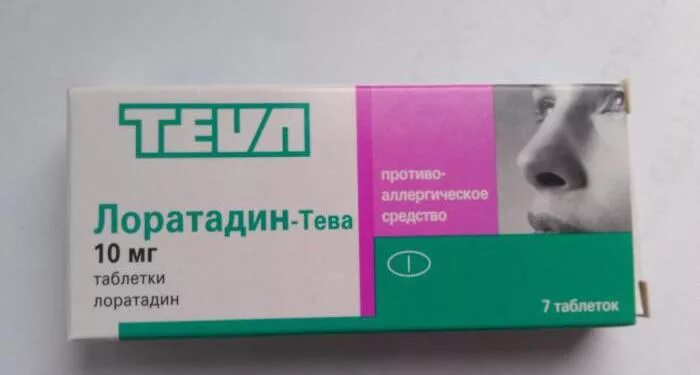 TEVA
Лоратадин-Тева
10 мг
таблетки
лоратадин
противо-
аллергическое
средство
7 таблеток